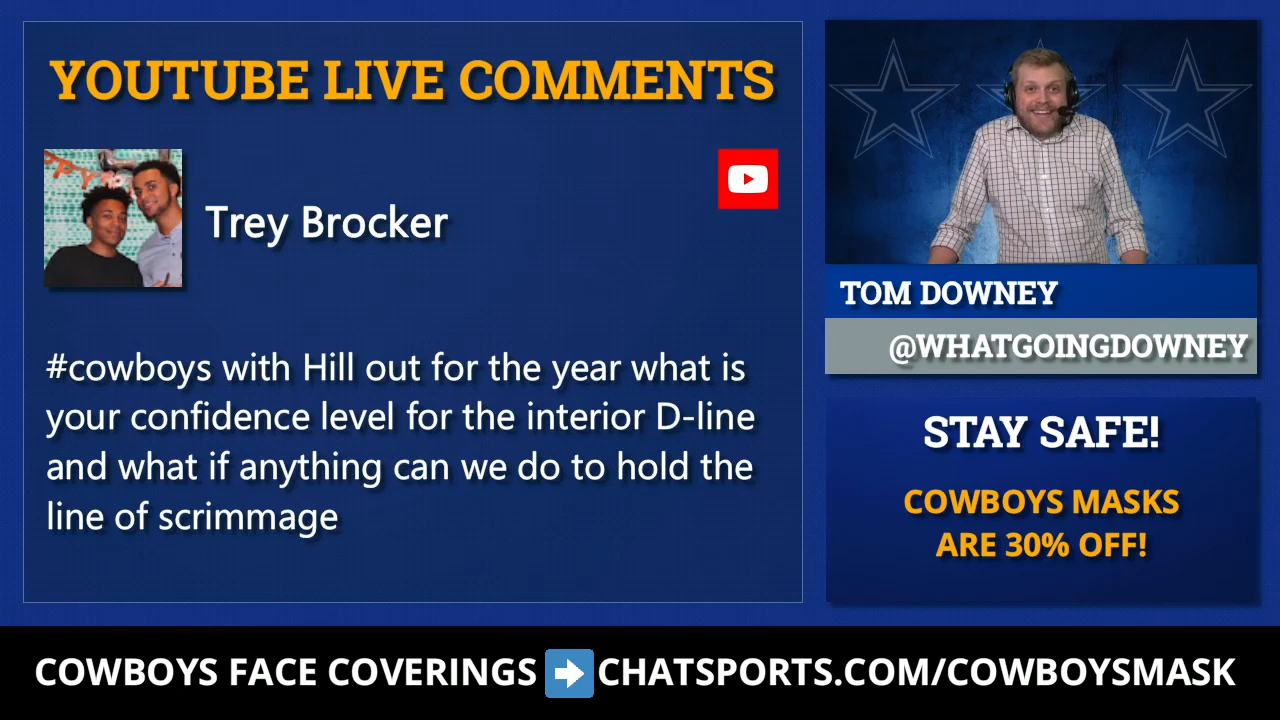 YOUTUBE LIVE COMMENTS
Trey Brocker
#cowboys with Hill out for the year what is
your confidence level for the interior D-line
and what if anything can we do to hold the
line of scrimmage
TOM DOWNEY
@WHATGOINGDOWNEY
STAY SAFE!
COWBOYS MASKS
ARE 30% OFF!
COWBOYS FACE COVERINGS ➡ CHATSPORTS.COM/COWBOYSMASK